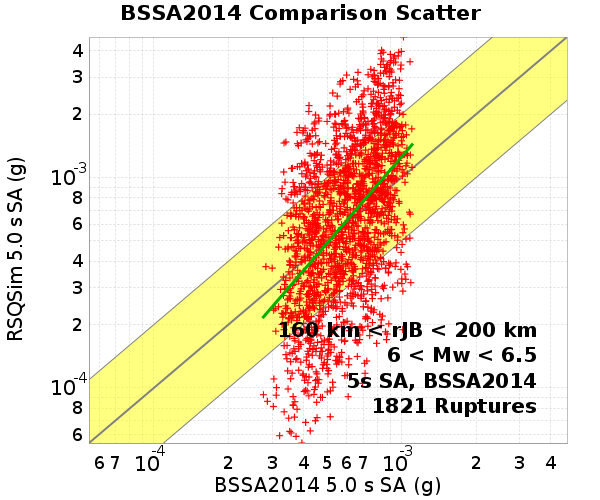 BSSA2014 Comparison Scatter
4
3
2
10-3
8
6
4
3
2
10-4
8
6
RSQSim 5.0 s SA (g)
160 km < rJB < 200 km
6 < Mw < 6.5
5s SA, BSSA2014
1821 Ruptures
6 7 10-4 2 3 4 5 6 7 10-3 2 3 4
BSSA2014 5.0 s SA (g)